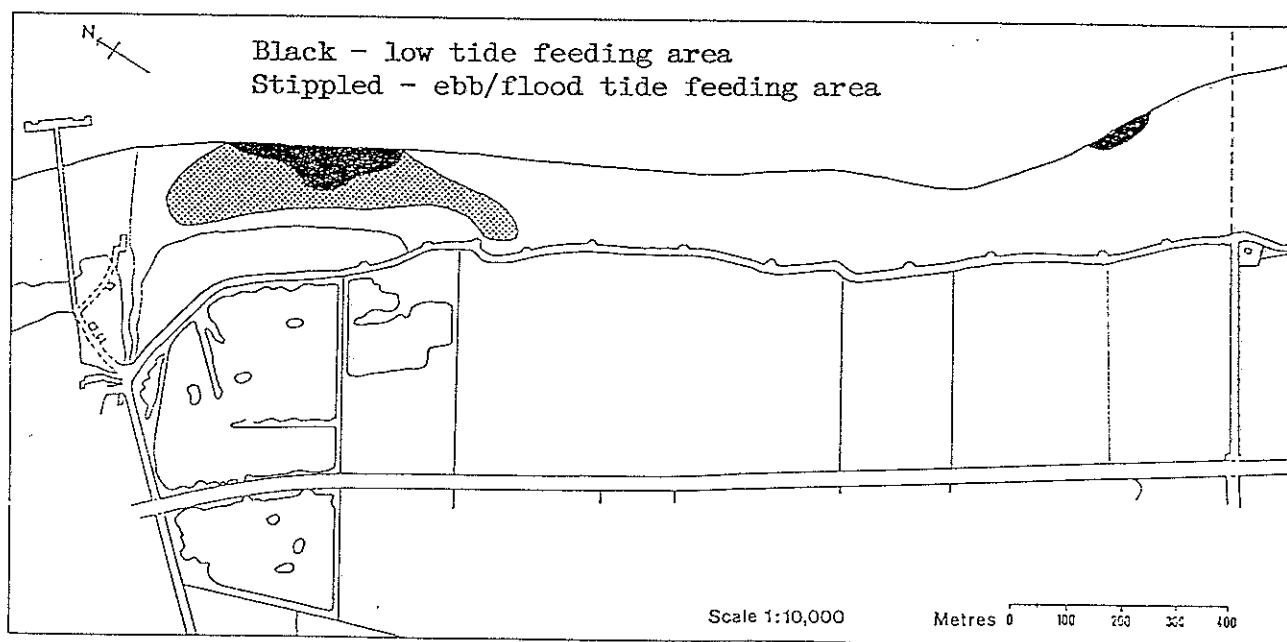 N
Black - low tide feeding area
Stippled - ebb/flood tide feeding area
Scale 1:10,000
Metres 0 100 200 300 400